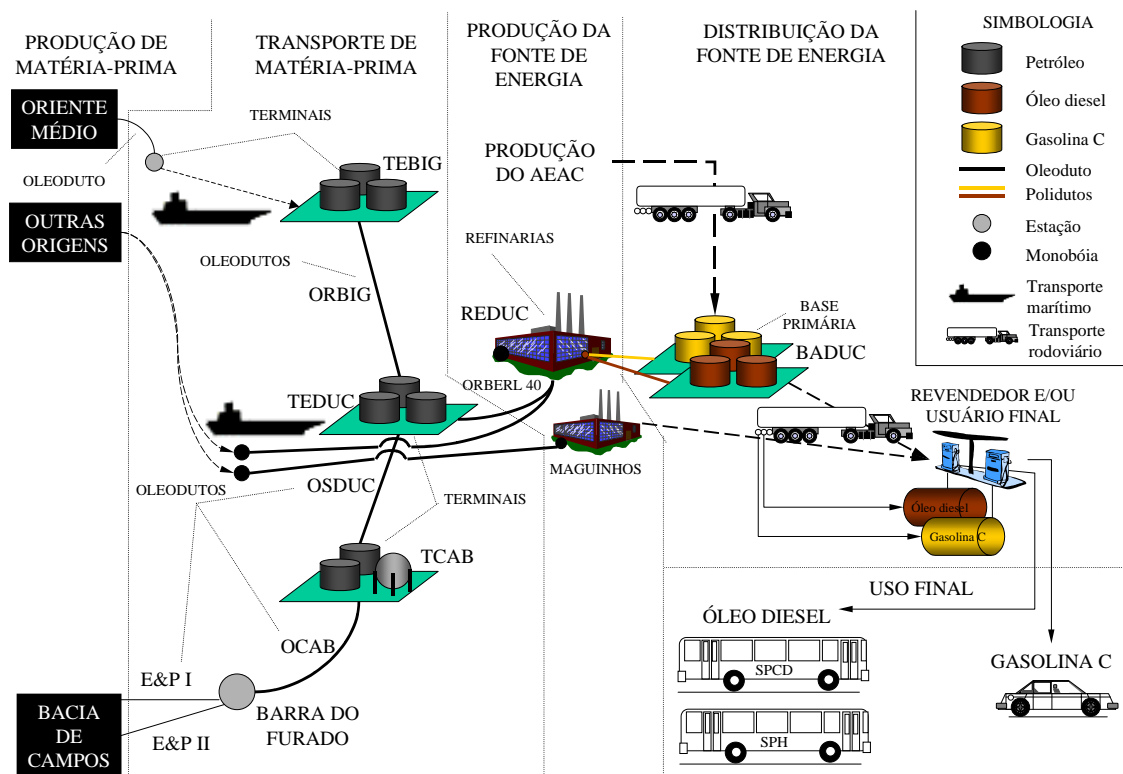 PRODUÇÃO DE
MATÉRIA-PRIMA
TRANSPORTE DE
MATÉRIA-PRIMA
PRODUÇÃO DA
FONTE DE
ENERGIA
DISTRIBUIÇÃO DA
FONTE DE ENERGIA
SIMBOLOGIA
Petróleo
Óleo diesel
Gasolina C
Oleoduto
Polidutos
Estação
Monobóia
Transporte
marítimo
Transporte
rodoviário
ORIENTE
MÉDIO
OLEODUTO
TERMINAIS
TEBIG
OUTRAS
ORIGENS
OLEODUTOS
ORBIG
PRODUÇÃO
DO AEAC
REFINARIAS
REDUC
BASE
PRIMÁRIA
BADUC
ORBERL 40
TEDUC
MAGUINHOS
REVENDEDOR E/OU
USUÁRIO FINAL
Óleo diesel
Gasolina C
OLEODUTOS
OSDUC
TERMINAIS
TCAB
OCAB
E&P I
BACIA
DE
CAMPOS
E&P II
BARRA DO
FURADO
USO FINAL
ÓLEO DIESEL
SPCD
SPH
GASOLINA C